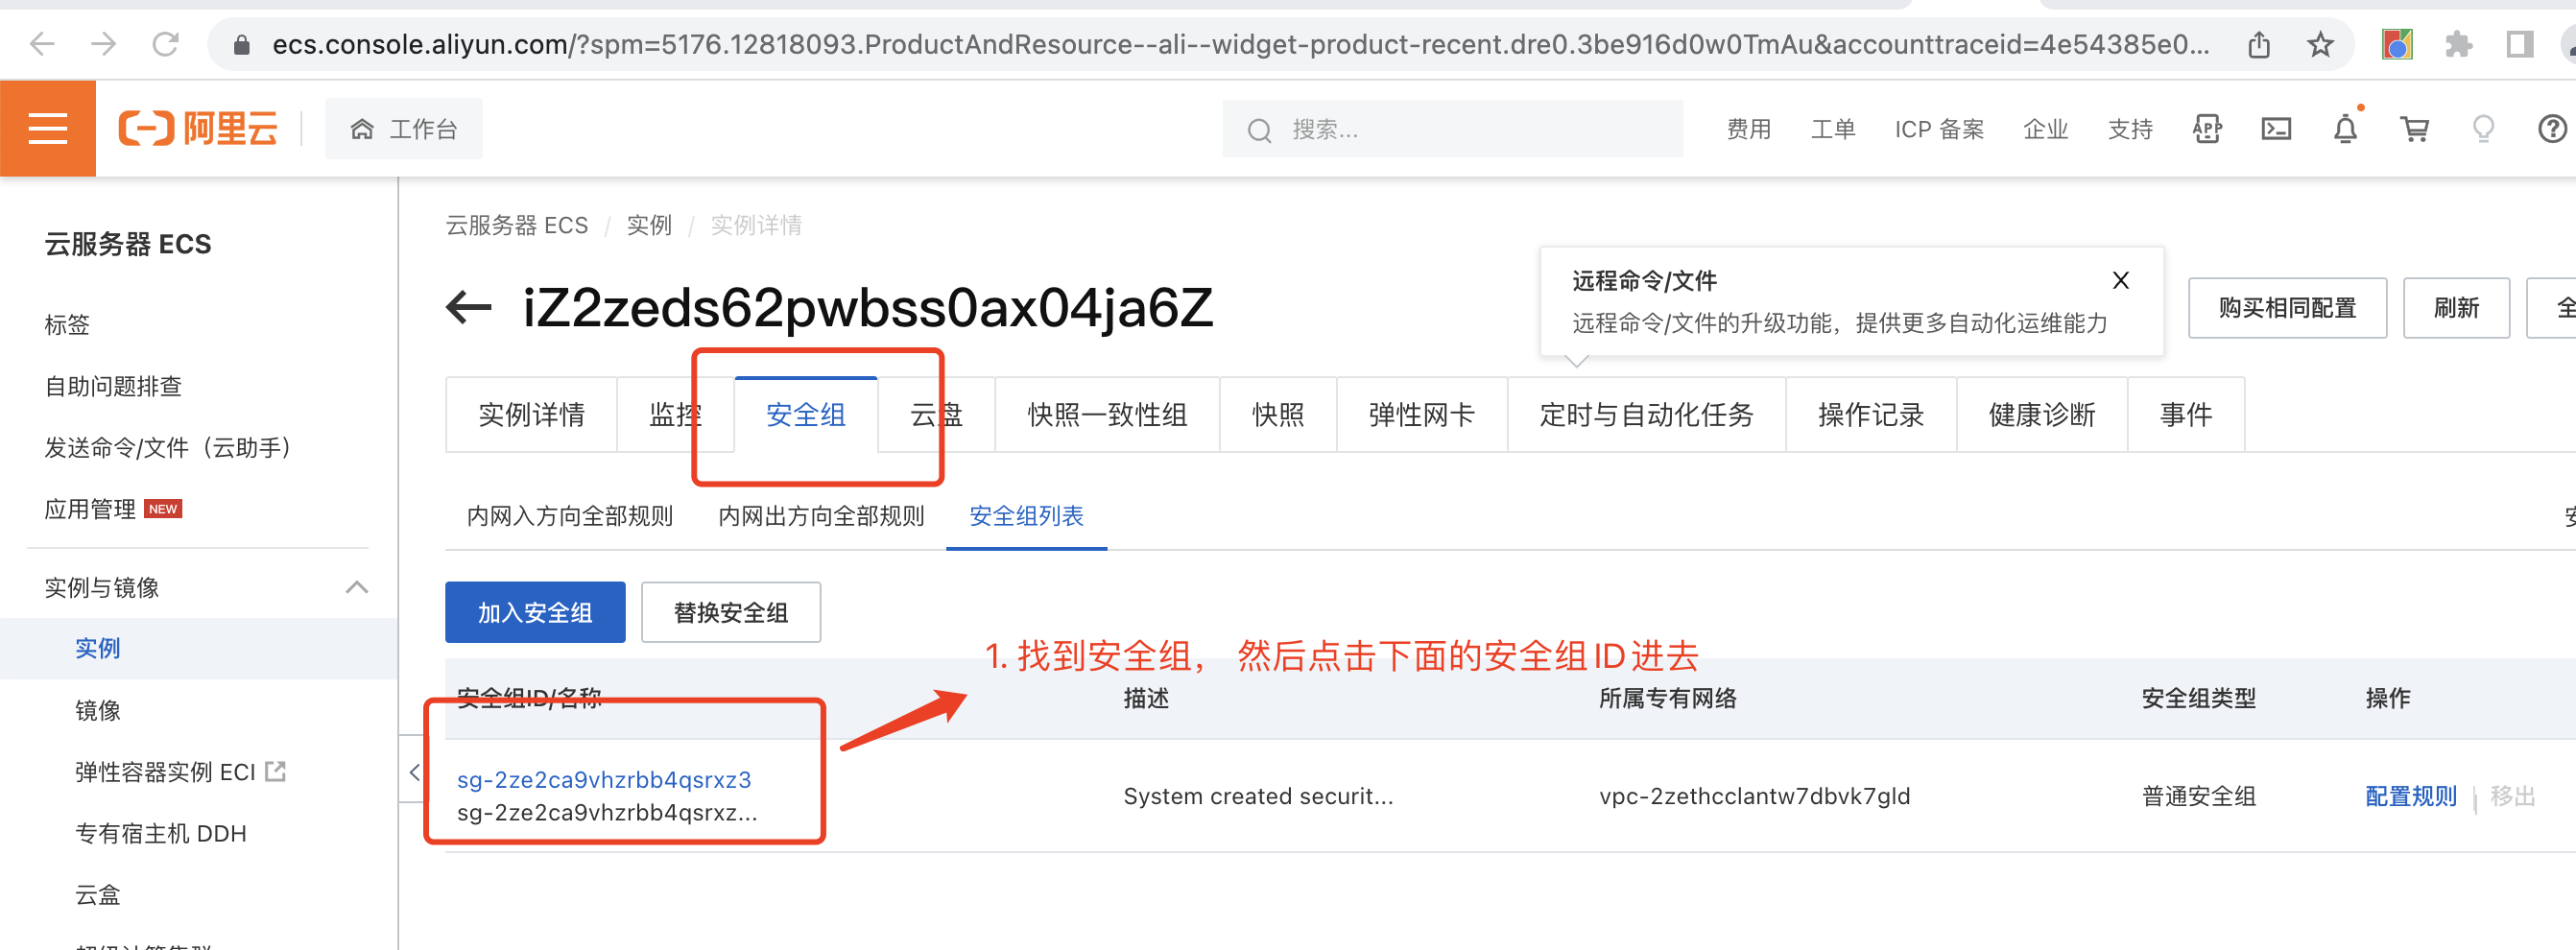 ecs.console.aliyun.com/?spm=5176.12818093.ProductAndResource--ali--widget-product-recent.dre0.3be916d0w0TmAu&accounttraceid=4e54385e0...
阿里云
工作台
搜索...
费用
工单
ICP 备案
企业
支持
APP
云服务器 ECS
标签
自助问题排查
发送命令/文件（云助手）
应用管理 NEW
实例与镜像
实例
镜像
弹性容器实例 ECI
专有宿主机 DDH
云盒
云服务器 ECS / 实例 / 实例详情
iZ2zeds62pwbss0ax04ja6Z
远程命令/文件
远程命令/文件的升级功能，提供更多自动化运维能力
购买相同配置
刷新
全
实例详情
监控
安全组
云盘
快照一致性组
快照
弹性网卡
定时与自动化任务
操作记录
健康诊断
事件
内网入方向全部规则
内网出方向全部规则
安全组列表
加入安全组
替换安全组
1. 找到安全组， 然后点击下面的安全组ID进去
安全组ID/名称
描述
所属专有网络
安全组类型
操作
sg-2ze2ca9vhzrbb4qsrxz3
sg-2ze2ca9vhzrbb4qsrxz...
System created securit...
vpc-2zethcclantw7dbvk7gld
普通安全组
配置规则 | 移出